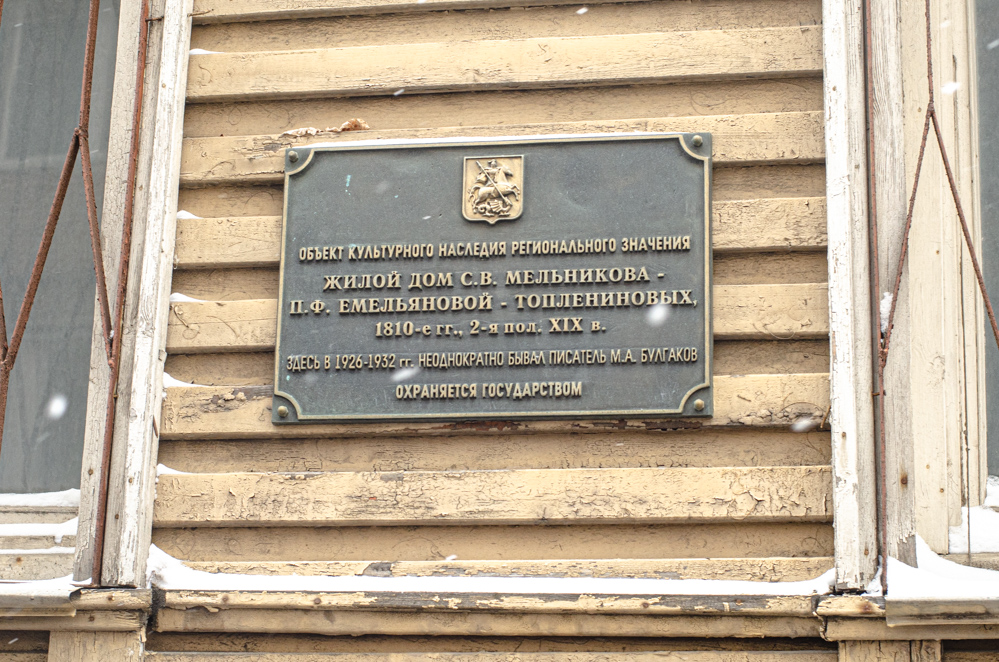 ОБЪЕКТ КУЛЬТУРНОГО НАСЛЕДИЯ РЕГИОНАЛЬНОГО ЗНАЧЕНИЯ
ЖИЛОЙ ДОМ С.В. МЕЛЬНИКОВА -
П.Ф. ЕМЕЛЬЯНОВОЙ - ТОПЛЕНИНОВЫХ,
1810-е гг., 2-я пол. XIX в.
ЗДЕСЬ В 1926-1932 гг. НЕОДНОКРАТНО БЫВАЛ ПИСАТЕЛЬ М.А. БУЛГАКОВ
ОХРАНЯЕТСЯ ГОСУДАРСТВОМ